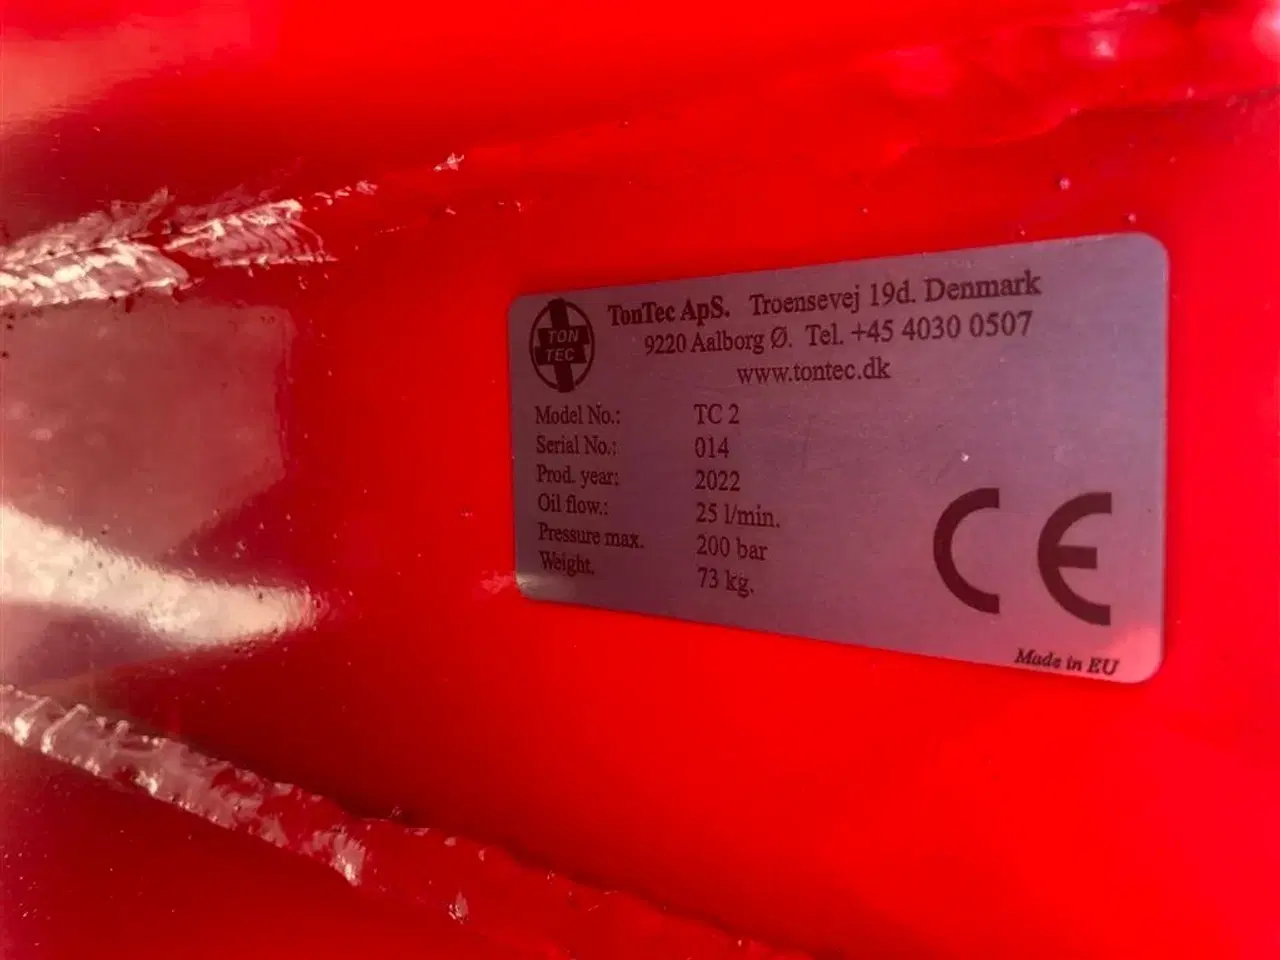 TON
TEC
TonTec ApS. Troensevej 19d. Denmark
9220 Aalborg Ø. Tel. +45 4030 0507
www.tontec.dk
Model No.: TC 2
Serial No.: 014
Prod. year: 2022
Oil flow.: 25 l/min.
Pressure max. 200 bar
Weight. 73 kg.
CE
Made in EU